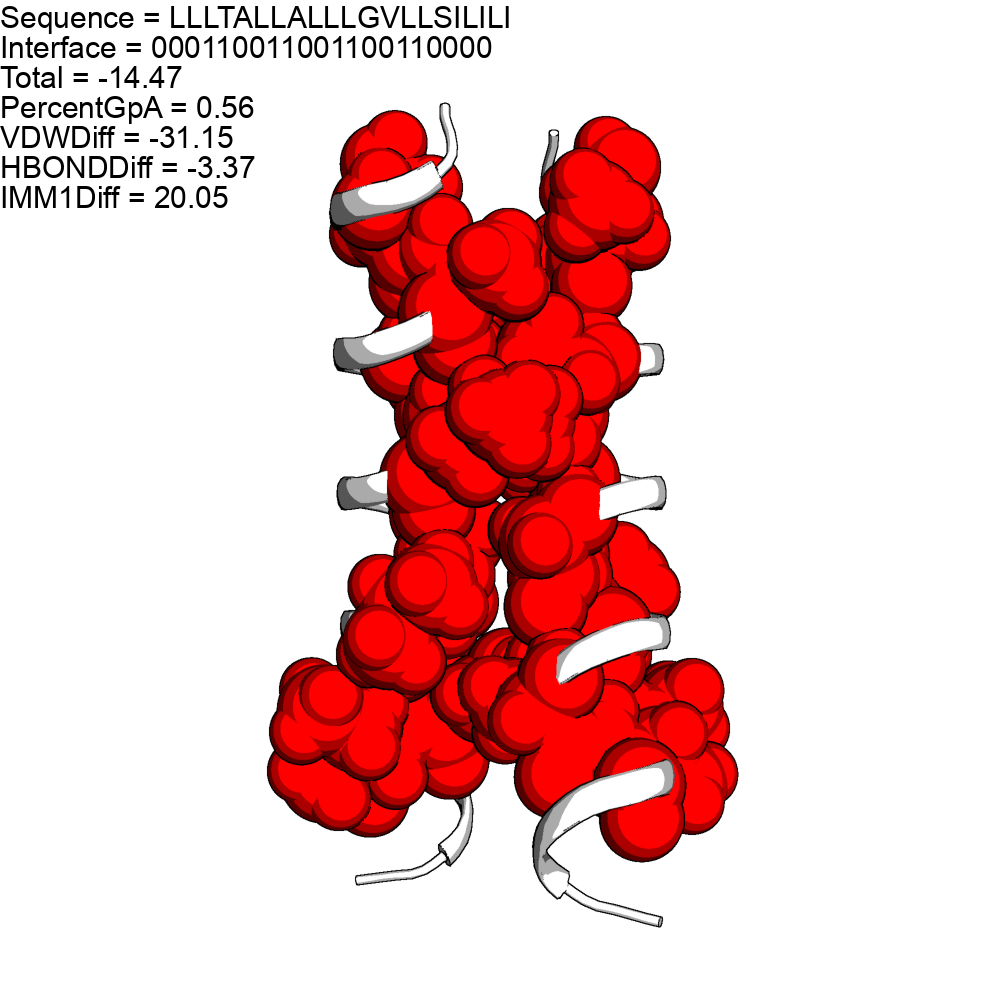 Sequence = LLLTALLALLLGVLLSILILI
Interface = 000110011001100110000
Total = -14.47
PercentGpA = 0.56
VDWDiff = -31.15
HBONDDiff = -3.37
IMM1Diff = 20.05